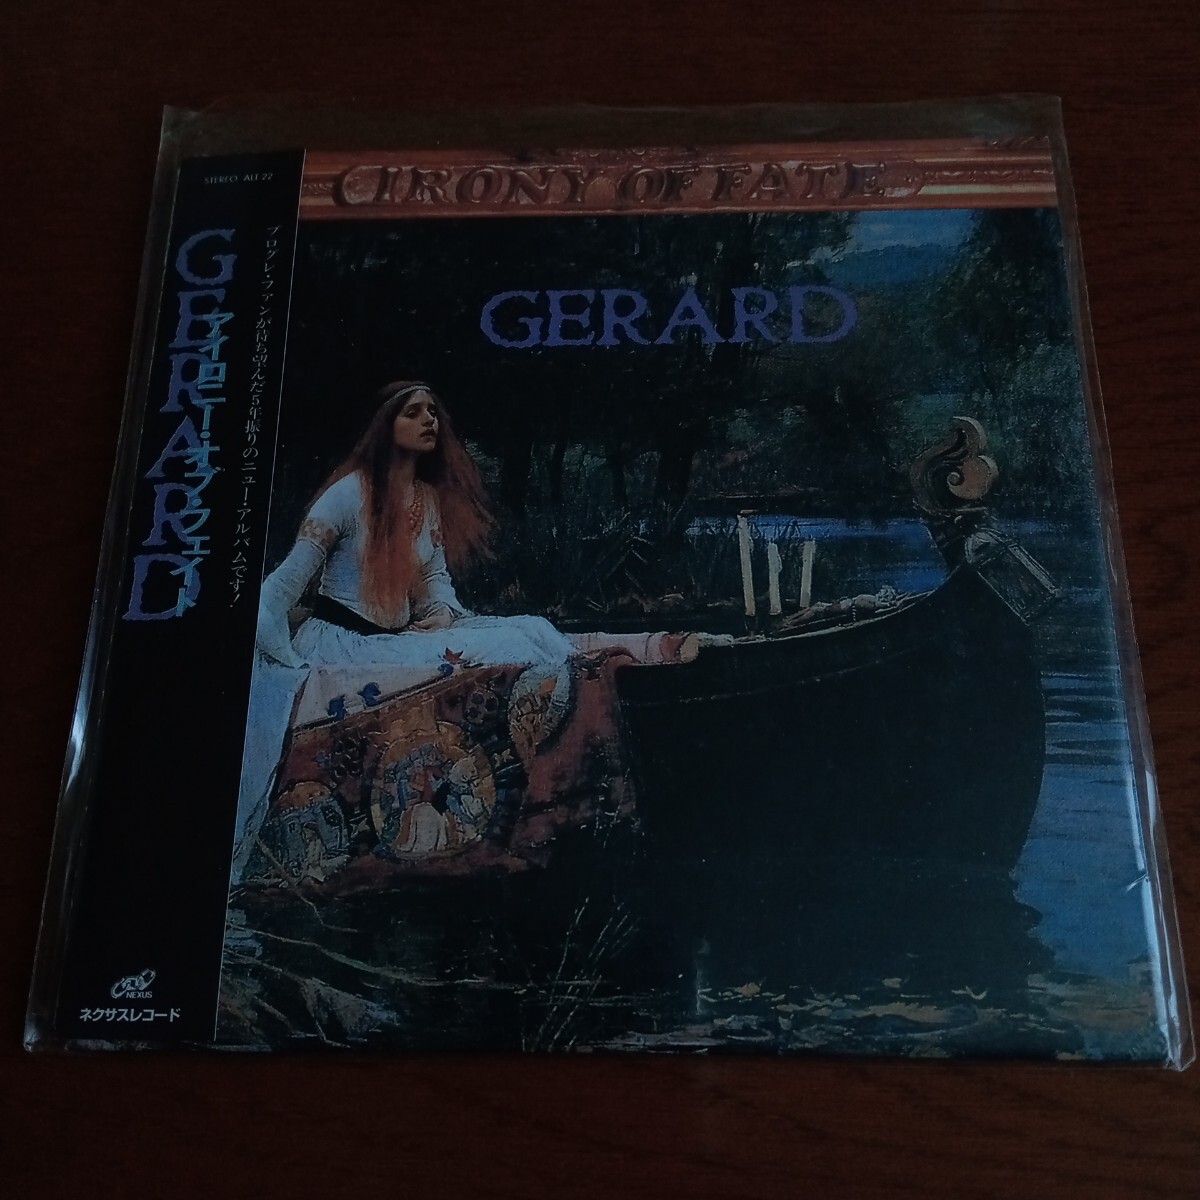 STEREO ALT 22
GERARD
アイロニー・オブ・フェイト
プログレ・ファンが待ち望んだ5年振りのニュー・アルバムです!
NEXUS
ネクサスレコード
IRONY OF FATE
GERARD